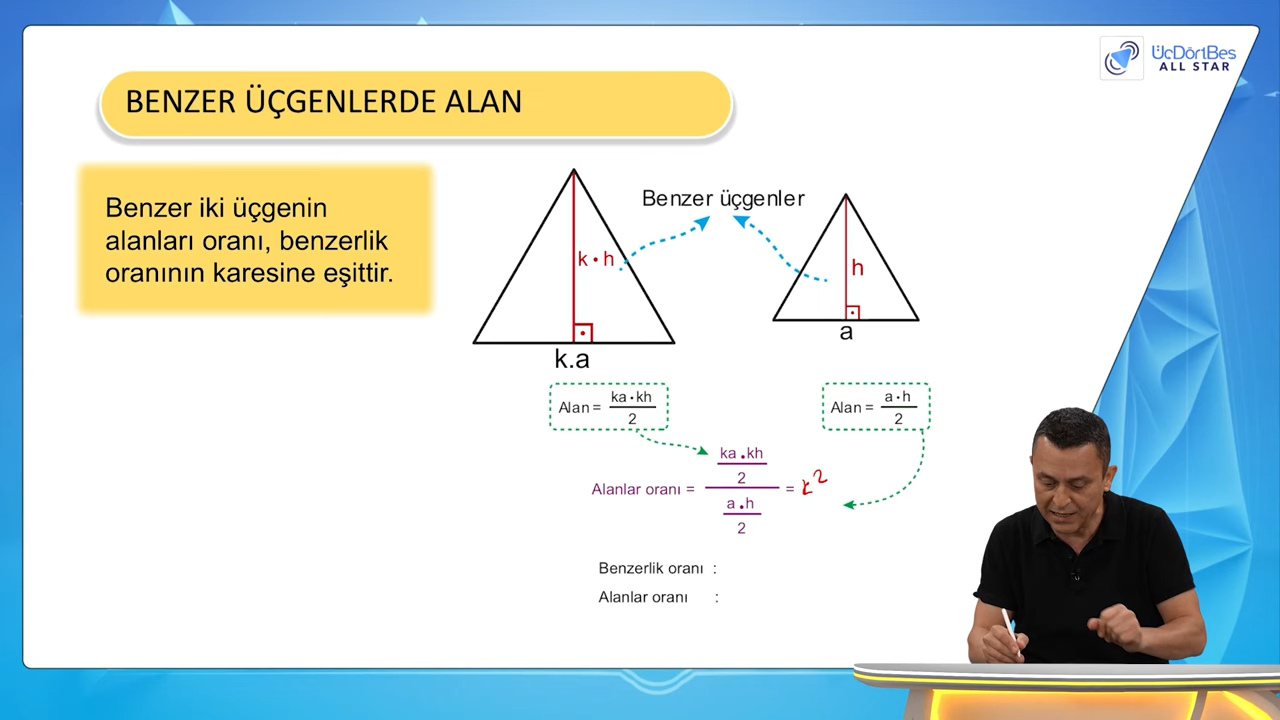 ÜçDörtBeş
ALL STAR
BENZER ÜÇGENLERDE ALAN
Benzer iki üçgenin
alanları oranı, benzerlik
oranının karesine eşittir.
Benzer üçgenler
k•h
h
k.a
a
Alan = ka•kh / 2
Alan = a•h / 2
Alanlar oranı = ka.kh / 2 / a.h / 2 = k²
Benzerlik oranı :
Alanlar oranı :